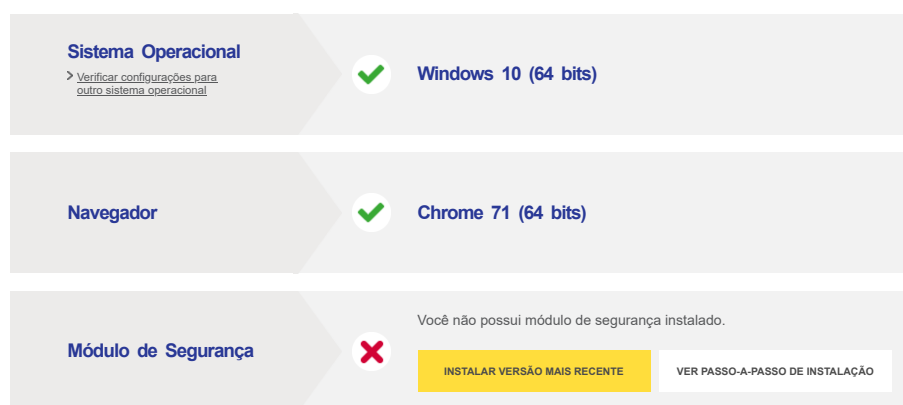 Sistema Operacional
Verificar configurações para
outro sistema operacional
Windows 10 (64 bits)
Navegador
Chrome 71 (64 bits)
Módulo de Segurança
Você não possui módulo de segurança instalado.
INSTALAR VERSÃO MAIS RECENTE
VER PASSO-A-PASSO DE INSTALAÇÃO